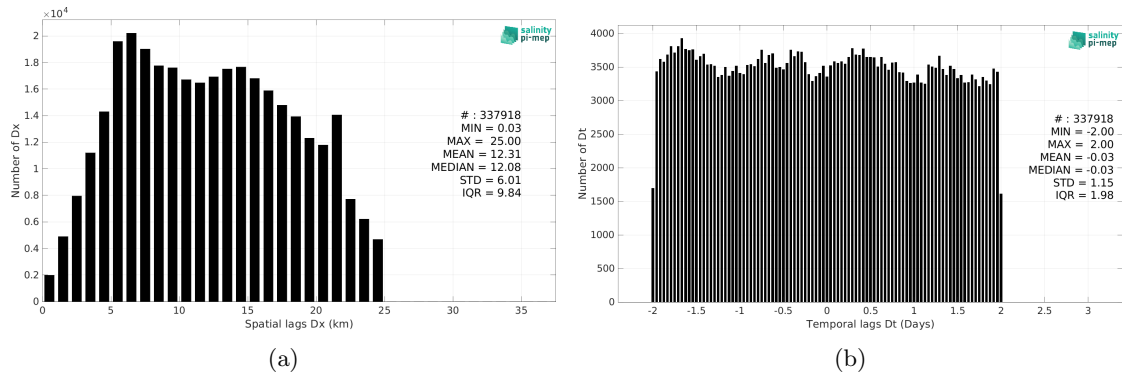 ×10⁴
2
1.8
1.6
1.4
1.2
1
0.8
0.6
0.4
0.2
0
Number of Dx
0 5 10 15 20 25 30 35
Spatial lags Dx (km)
salinity
pi-mep
# : 337918
MIN = 0.03
MAX = 25.00
MEAN = 12.31
MEDIAN = 12.08
STD = 6.01
IQR = 9.84
(a)
4000
3500
3000
2500
2000
1500
1000
500
0
Number of Dt
-2 -1.5 -1 -0.5 0 0.5 1 1.5 2 2.5 3
Temporal lags Dt (Days)
salinity
pi-mep
# : 337918
MIN = -2.00
MAX = 2.00
MEAN = -0.03
MEDIAN = -0.03
STD = 1.15
IQR = 1.98
(b)